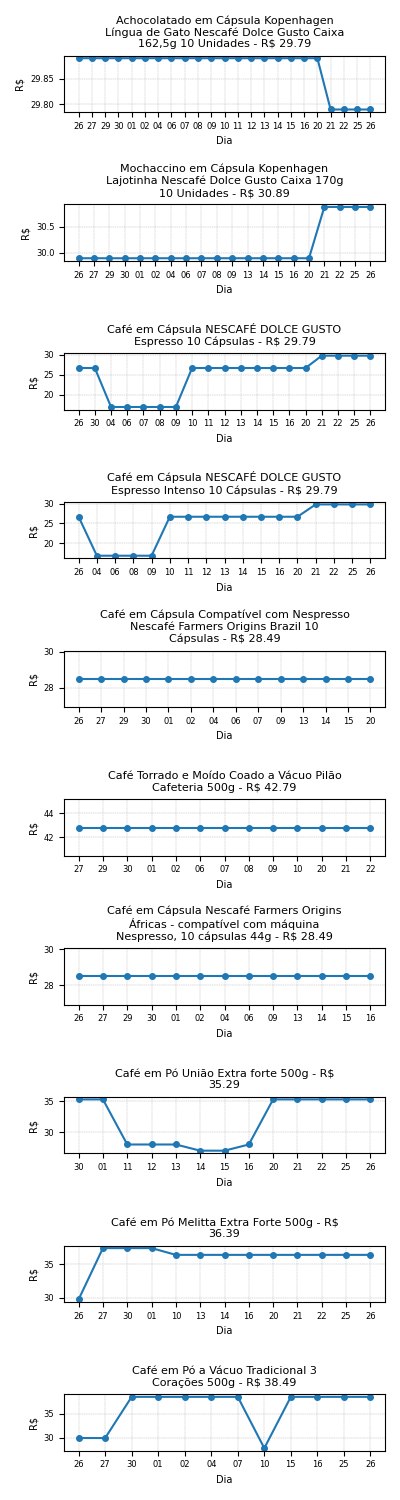 Achocolatado em Cápsula Kopenhagen
Língua de Gato Nescafé Dolce Gusto Caixa
162,5g 10 Unidades - R$ 29.79
29.85
29.80
R$
26 27 29 30 01 02 04 06 07 08 09 10 11 12 13 14 15 16 20 21 22 25 26
Dia
Mochaccino em Cápsula Kopenhagen
Lajotinha Nescafé Dolce Gusto Caixa 170g
10 Unidades - R$ 30.89
30.5
30.0
R$
26 27 29 30 01 02 04 06 07 08 09 13 14 15 16 20 21 22 25 26
Dia
Café em Cápsula NESCAFÉ DOLCE GUSTO
Espresso 10 Cápsulas - R$ 29.79
30
25
20
R$
26 30 04 06 07 08 09 10 11 12 13 14 15 16 20 21 22 25 26
Dia
Café em Cápsula NESCAFÉ DOLCE GUSTO
Espresso Intenso 10 Cápsulas - R$ 29.79
30
25
20
R$
26 04 06 08 09 10 11 12 13 14 15 16 20 21 22 25 26
Dia
Café em Cápsula Compatível com Nespresso
Nescafé Farmers Origins Brazil 10
Cápsulas - R$ 28.49
30
28
R$
26 27 29 30 01 02 04 06 07 09 13 14 15 20
Dia
Café Torrado e Moído Coado a Vácuo Pilão
Cafeteria 500g - R$ 42.79
44
42
R$
27 29 30 01 02 06 07 08 09 10 20 21 22
Dia
Café em Cápsula Nescafé Farmers Origins
Áfricas - compatível com máquina
Nespresso, 10 cápsulas 44g - R$ 28.49
30
28
R$
26 27 29 30 01 02 04 06 09 13 14 15 16
Dia
Café em Pó União Extra forte 500g - R$
35.29
35
30
R$
30 01 11 12 13 14 15 16 20 21 22 25 26
Dia
Café em Pó Melitta Extra Forte 500g - R$
36.39
35
30
R$
26 27 30 01 10 13 14 16 20 21 22 25 26
Dia
Café em Pó a Vácuo Tradicional 3
Corações 500g - R$ 38.49
35
30
R$
26 27 30 01 02 04 07 10 15 16 25 26
Dia